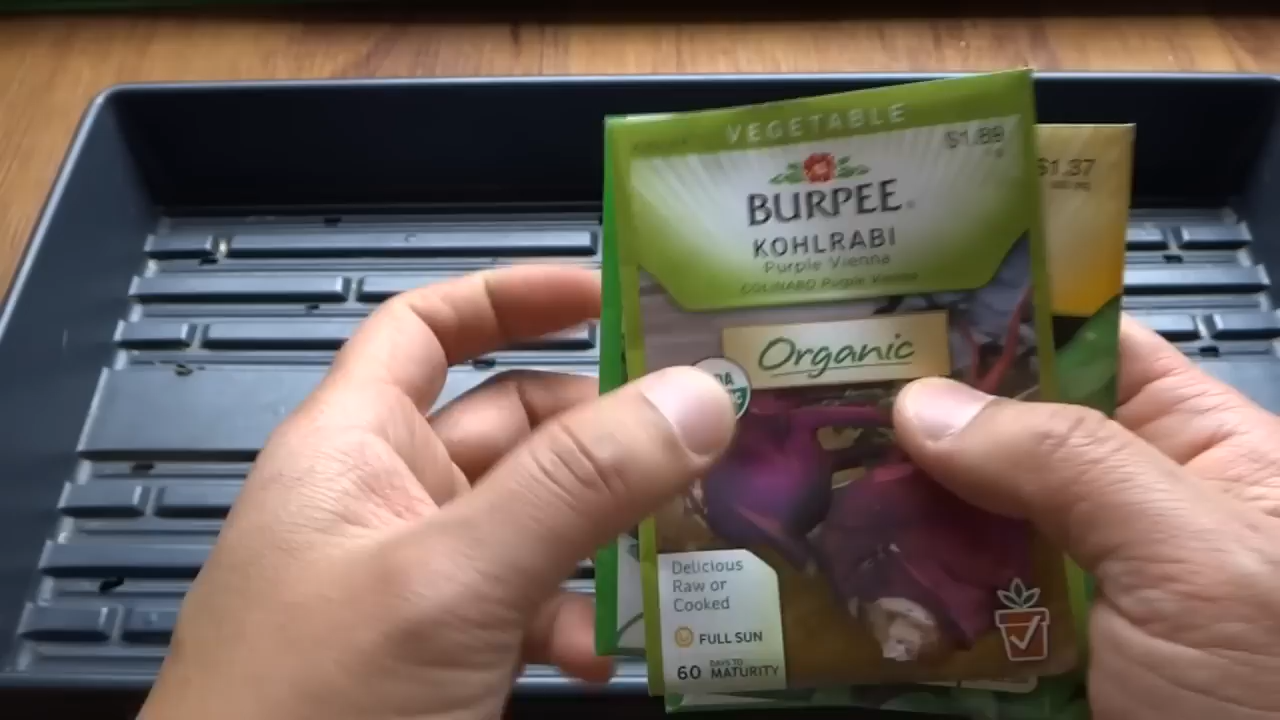 VEGETABLE
$1.89
$1.37
BURPEE
KOHLRABI
Purple Vienna
Organic
Delicious
Raw or
Cooked
FULL SUN
60 DAYS TO MATURITY